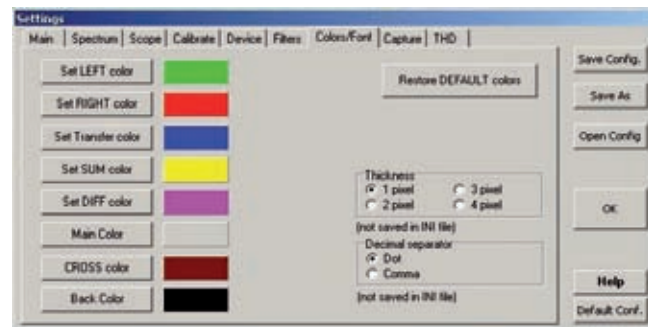 Settings
Main Spectrum Scope Calibrate Device Filters Colors/Font Capture THD
Set LEFT color
Set RIGHT color
Set Transfer color
Set SUM color
Set DIFF color
Main Color
CROSS color
Back Color
Restore DEFAULT colors
Thickness
1 pixel 3 pixel
2 pixel 4 pixel
(not saved in INI file)
Decimal separator
Dot
Comma
(not saved in INI file)
Save Config.
Save As
Open Config
OK
Help
Default Conf.